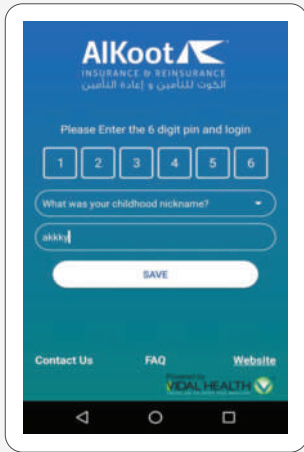 AlKoot
INSURANCE & REINSURANCE
الكوت للتأمين و إعادة التأمين
Please Enter the 6 digit pin and login
1 2 3 4 5 6
What was your childhood nickname?
akkky
SAVE
Contact Us FAQ Website
Powered by
VIDAL HEALTH